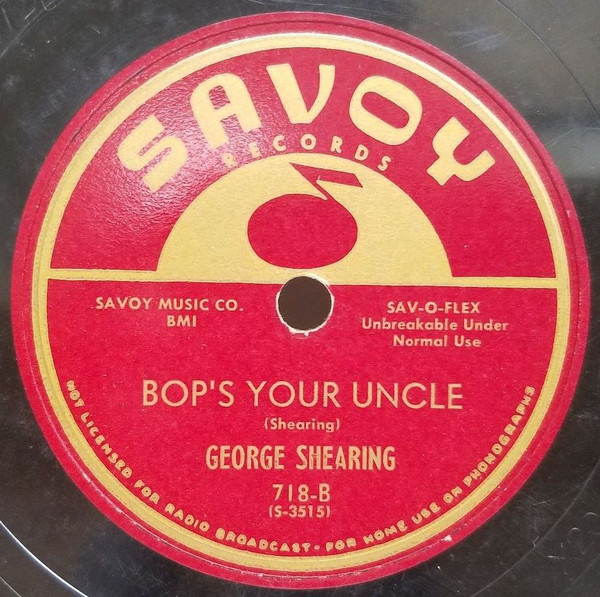 SAVOY
RECORDS
SAVOY MUSIC CO.
BMI
SAV-O-FLEX
Unbreakable Under
Normal Use
BOP'S YOUR UNCLE
(Shearing)
GEORGE SHEARING
718-B
(S-3515)
NOT LICENSED FOR RADIO BROADCAST - FOR HOME USE ON PHONOGRAPHS